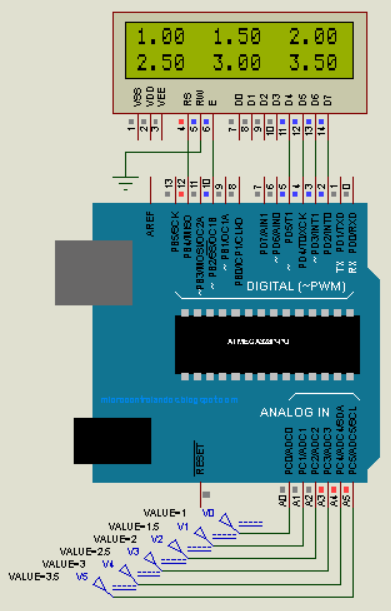 1.00 1.50 2.00
2.50 3.00 3.50
VSS VDD VEE RS RW E D0 D1 D2 D3 D4 D5 D6 D7
1 2 3 4 5 6 7 8 9 10 11 12 13 14
13 12 11 10 9 8 7 6 5 4 3 2 1 0
AREF
PB5/SCK
PB4/MISO
~ PB3/MOSI/OC2A
~ PB2/SS/OC1B
~ PB1/OC1A
PB0/ICP1/CLKO
PD7/AIN1
~ PD6/AIN0
~ PD5/T1
PD4/T0/XCK
~ PD3/INT1
PD2/INT0
TX PD1/TXD
RX PD0/RXD
DIGITAL (~PWM)
ANALOG IN
RESET
PC0/ADC0
PC1/ADC1
PC2/ADC2
PC3/ADC3
PC4/ADC4/SDA
PC5/ADC5/SCL
A0 A1 A2 A3 A4 A5
VALUE=1 V0
VALUE=1.5 V1
VALUE=2 V2
VALUE=2.5 V3
VALUE=3 V4
VALUE=3.5 V5